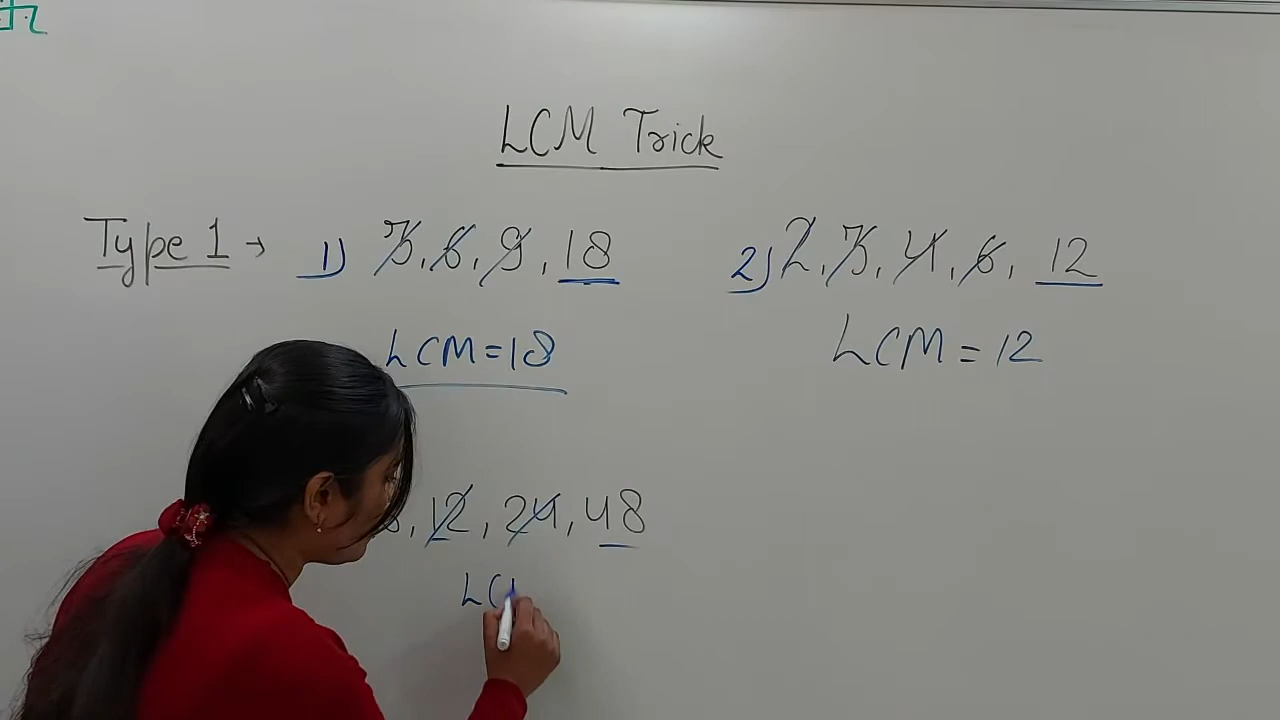 LCM Trick
Type 1 → 1) 3, 6, 9, 18 2) 2, 3, 4, 6, 12
LCM = 18 LCM = 12
, 12, 24, 48
LC